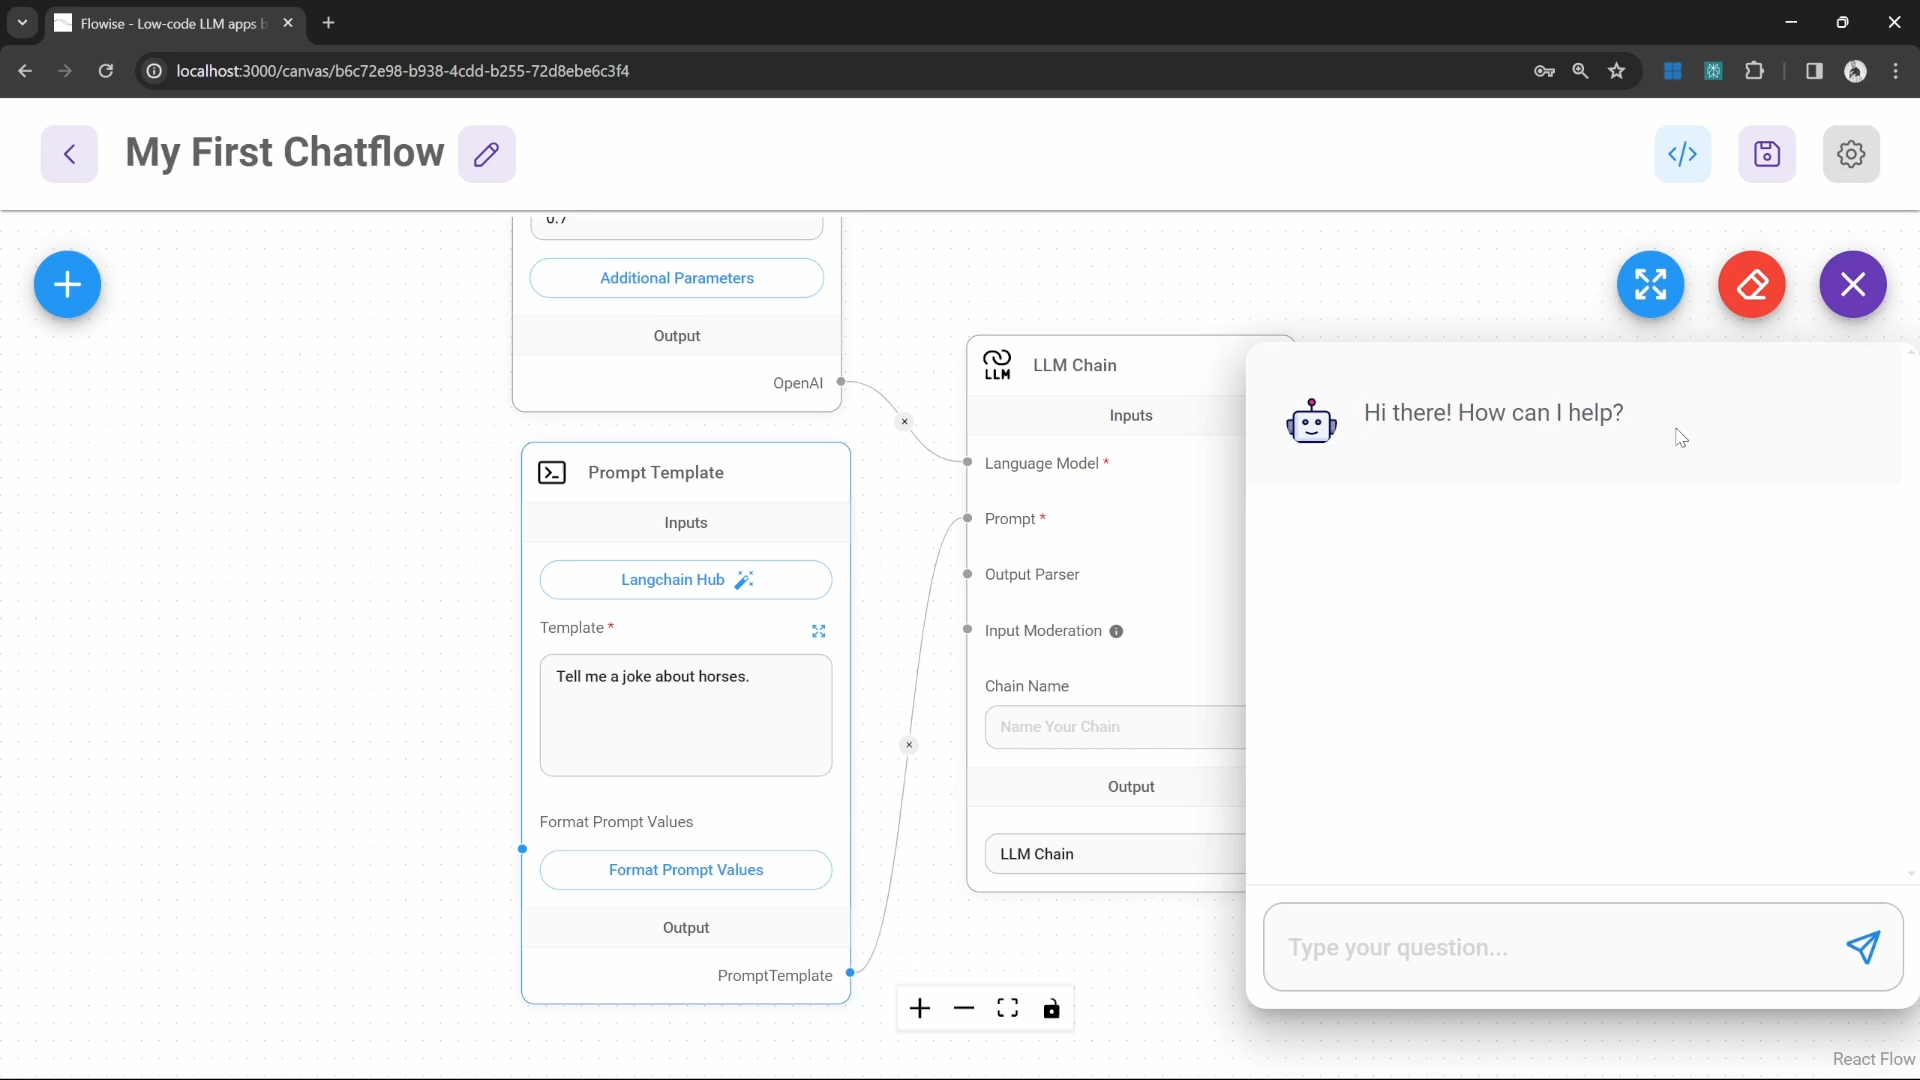 Flowise - Low-code LLM apps b
localhost:3000/canvas/b6c72e98-b938-4cdd-b255-72d8ebe6c3f4
My First Chatflow
0.7
Additional Parameters
Output
OpenAI
Prompt Template
Inputs
Langchain Hub
Template *
Tell me a joke about horses.
Format Prompt Values
Format Prompt Values
Output
PromptTemplate
LLM
LLM Chain
Inputs
Language Model *
Prompt *
Output Parser
Input Moderation
Chain Name
Name Your Chain
Output
LLM Chain
Hi there! How can I help?
Type your question...
React Flow